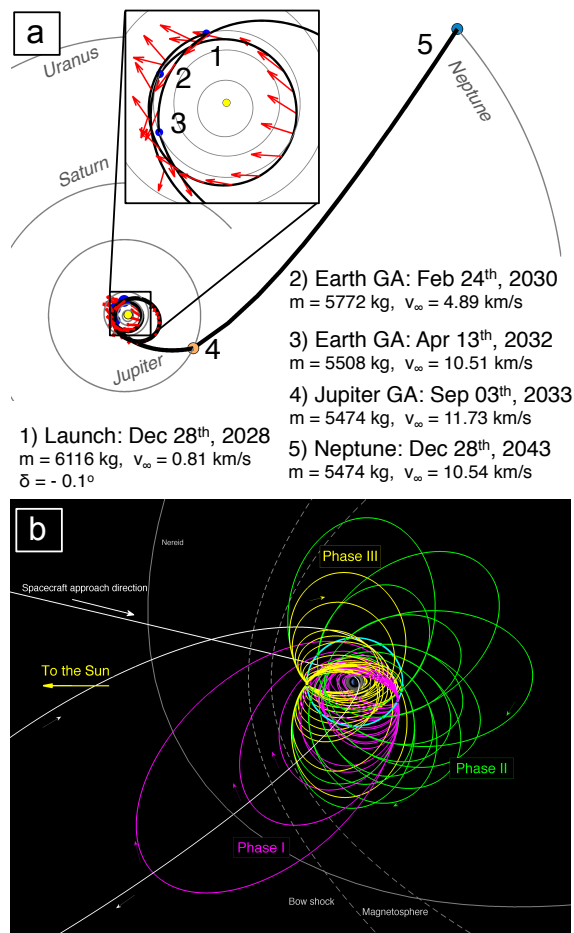 a
Uranus
Saturn
Jupiter
Neptune
1
2
3
4
5
2) Earth GA: Feb 24th, 2030
m = 5772 kg, v∞ = 4.89 km/s
3) Earth GA: Apr 13th, 2032
m = 5508 kg, v∞ = 10.51 km/s
4) Jupiter GA: Sep 03th, 2033
m = 5474 kg, v∞ = 11.73 km/s
1) Launch: Dec 28th, 2028
m = 6116 kg, v∞ = 0.81 km/s
δ = - 0.1º
5) Neptune: Dec 28th, 2043
m = 5474 kg, v∞ = 10.54 km/s
b
Nereid
Phase III
Spacecraft approach direction
To the Sun
Phase II
Phase I
Bow shock
Magnetosphere